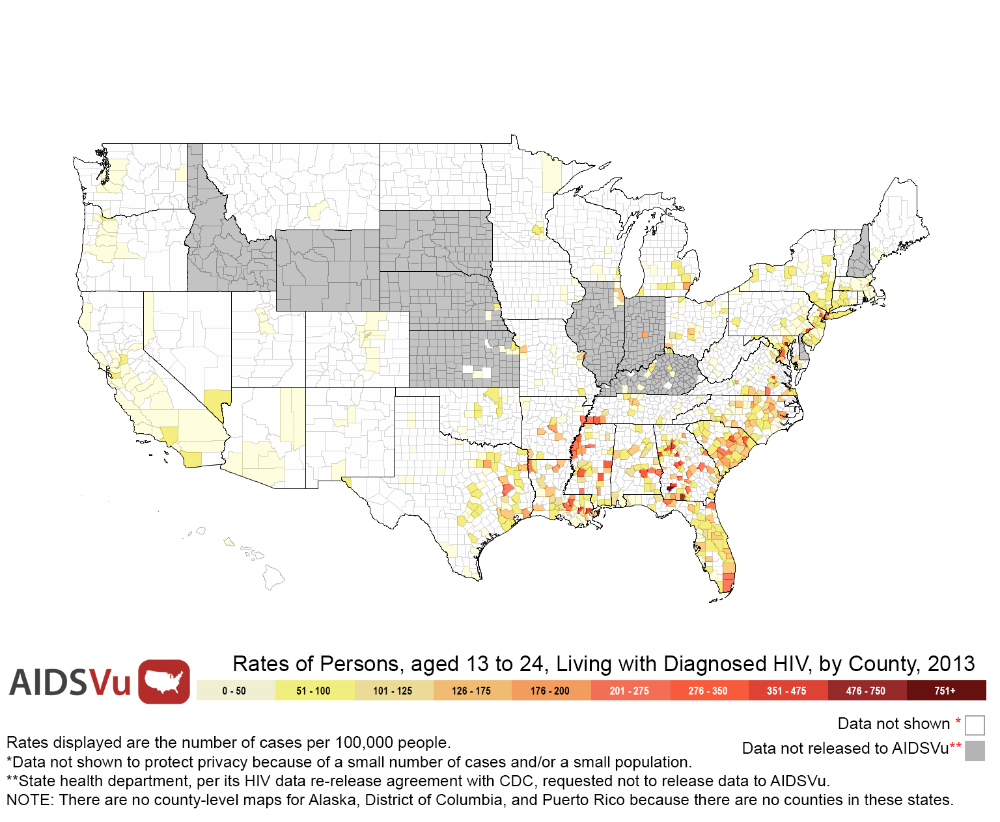 AIDSVu
Rates of Persons, aged 13 to 24, Living with Diagnosed HIV, by County, 2013
0 - 50 51 - 100 101 - 125 126 - 175 176 - 200 201 - 275 276 - 350 351 - 475 476 - 750 751+
Data not shown *
Data not released to AIDSVu**
Rates displayed are the number of cases per 100,000 people.
*Data not shown to protect privacy because of a small number of cases and/or a small population.
**State health department, per its HIV data re-release agreement with CDC, requested not to release data to AIDSVu.
NOTE: There are no county-level maps for Alaska, District of Columbia, and Puerto Rico because there are no counties in these states.